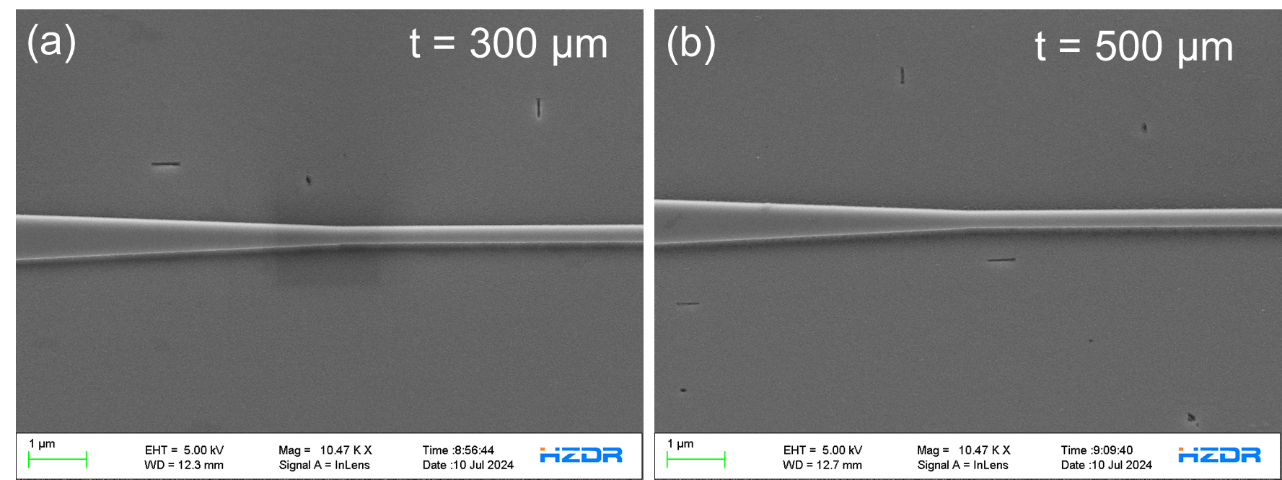 (a) t = 300 µm
1 µm
EHT = 5.00 kV Mag = 10.47 K X Time :8:56:44
WD = 12.3 mm Signal A = InLens Date :10 Jul 2024
HZDR
(b) t = 500 µm
1 µm
EHT = 5.00 kV Mag = 10.47 K X Time :9:09:40
WD = 12.7 mm Signal A = InLens Date :10 Jul 2024
HZDR